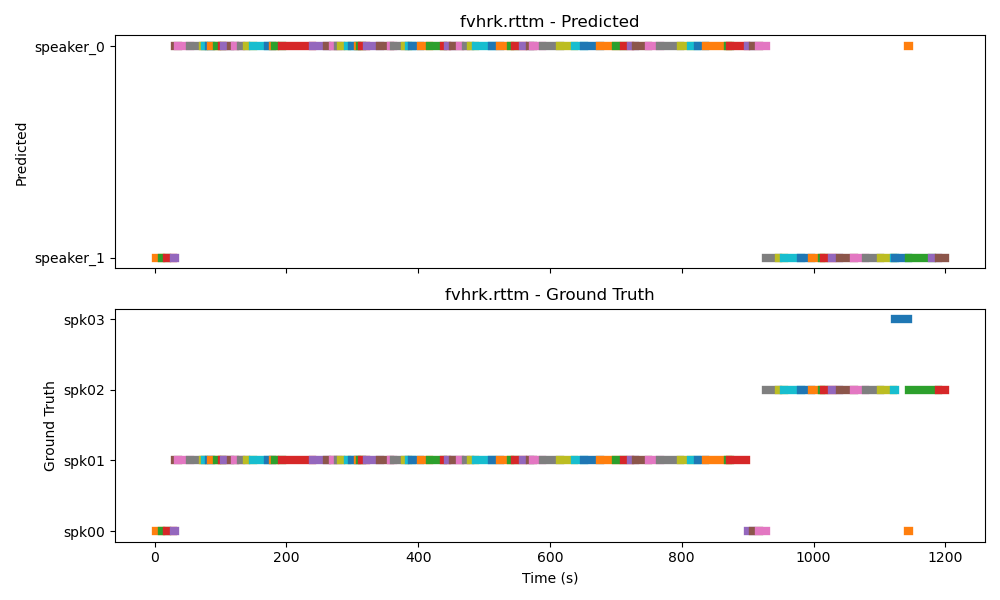 fvhrk.rttm - Predicted
speaker_0
Predicted
speaker_1
fvhrk.rttm - Ground Truth
spk03
spk02
Ground Truth
spk01
spk00
0 200 400 600 800 1000 1200
Time (s)